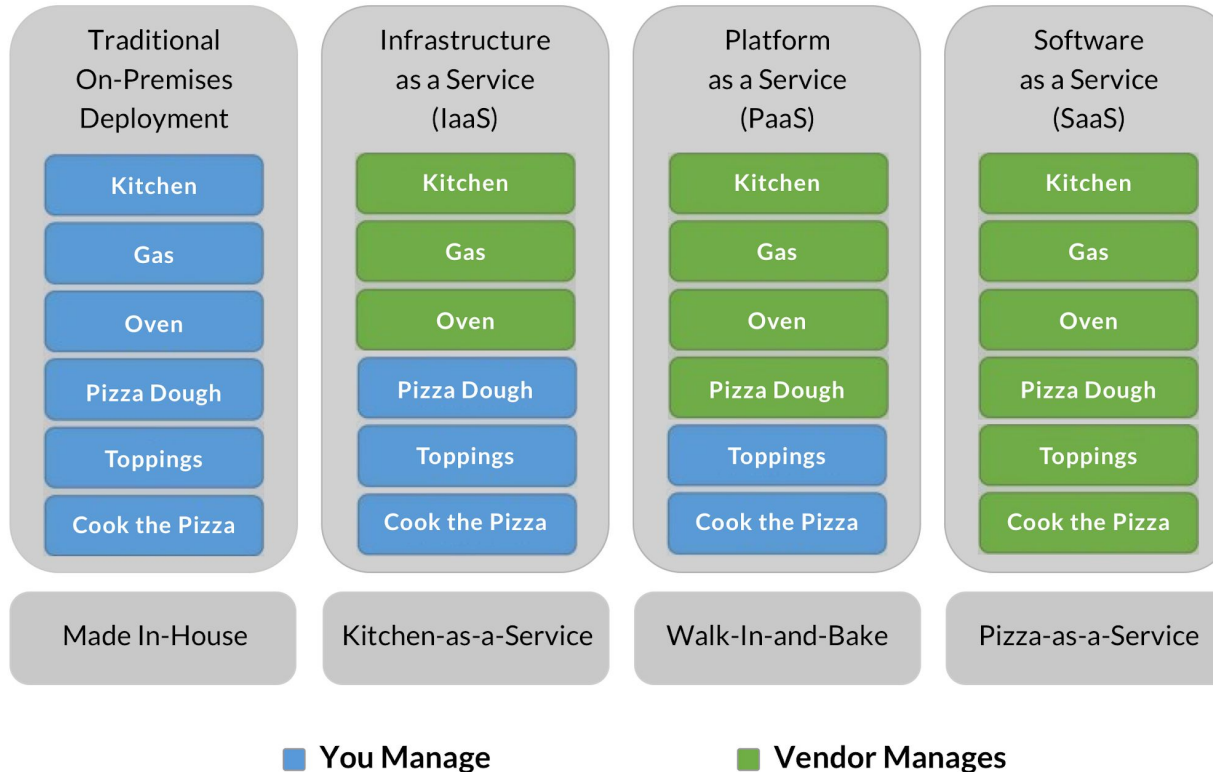 Traditional
On-Premises
Deployment
Kitchen
Gas
Oven
Pizza Dough
Toppings
Cook the Pizza
Made In-House
Infrastructure
as a Service
(IaaS)
Kitchen
Gas
Oven
Pizza Dough
Toppings
Cook the Pizza
Kitchen-as-a-Service
Platform
as a Service
(PaaS)
Kitchen
Gas
Oven
Pizza Dough
Toppings
Cook the Pizza
Walk-In-and-Bake
Software
as a Service
(SaaS)
Kitchen
Gas
Oven
Pizza Dough
Toppings
Cook the Pizza
Pizza-as-a-Service
You Manage
Vendor Manages